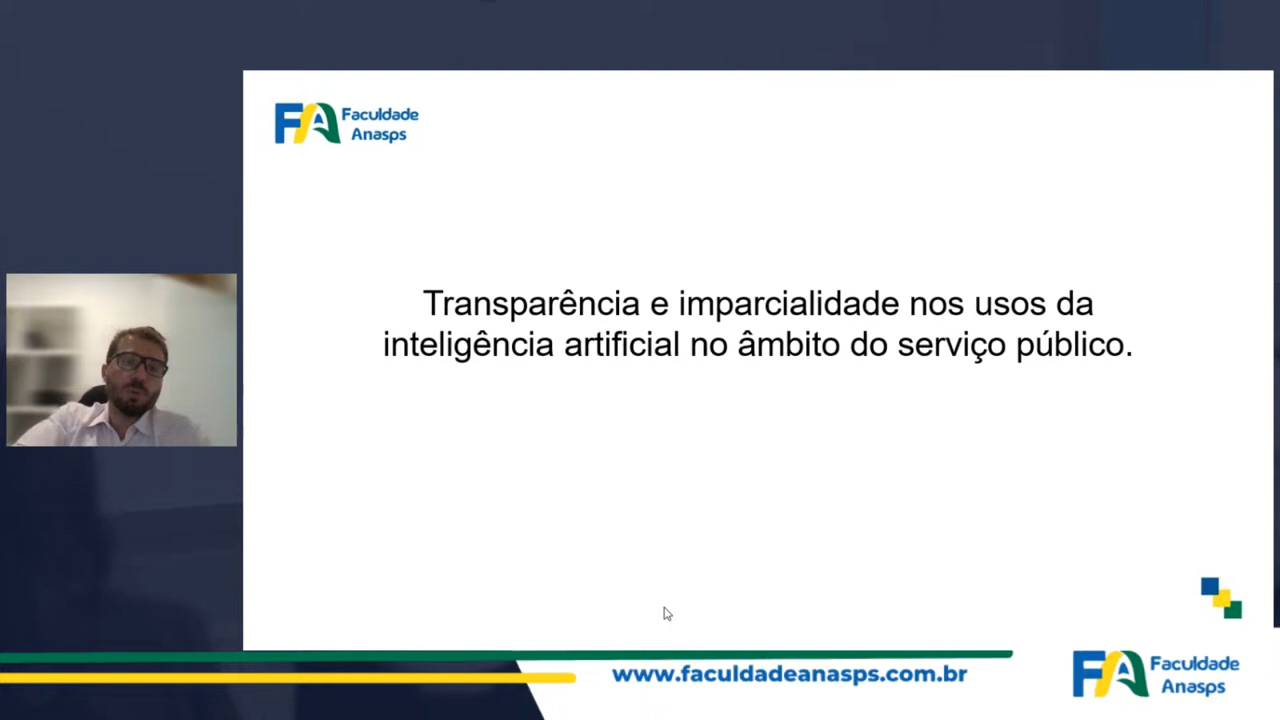 Faculdade
Anasps
Transparência e imparcialidade nos usos da
inteligência artificial no âmbito do serviço público.
www.faculdadeanasps.com.br
Faculdade
Anasps